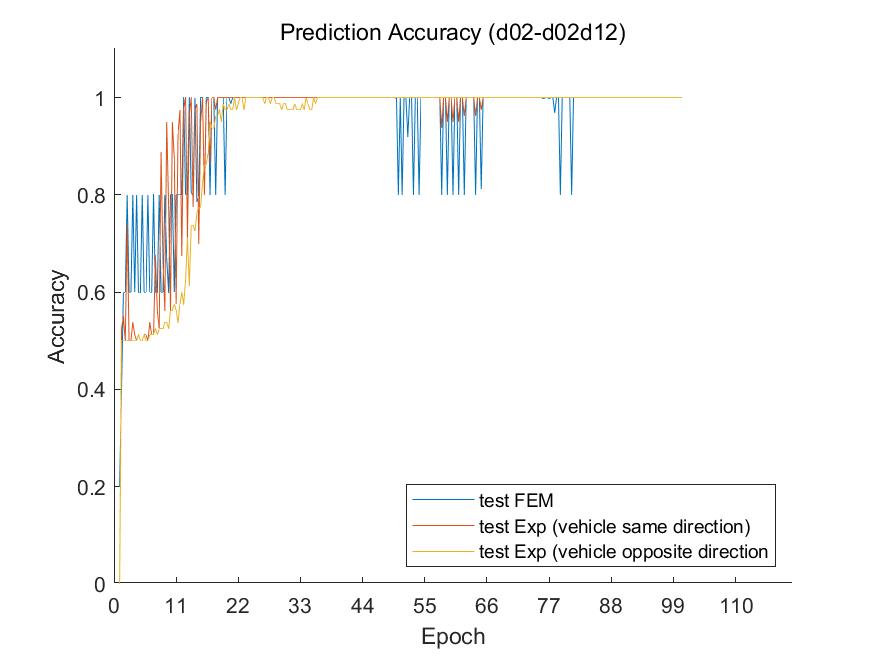 Prediction Accuracy (d02-d02d12)
Accuracy
1
0.8
0.6
0.4
0.2
0
test FEM
test Exp (vehicle same direction)
test Exp (vehicle opposite direction
0 11 22 33 44 55 66 77 88 99 110
Epoch